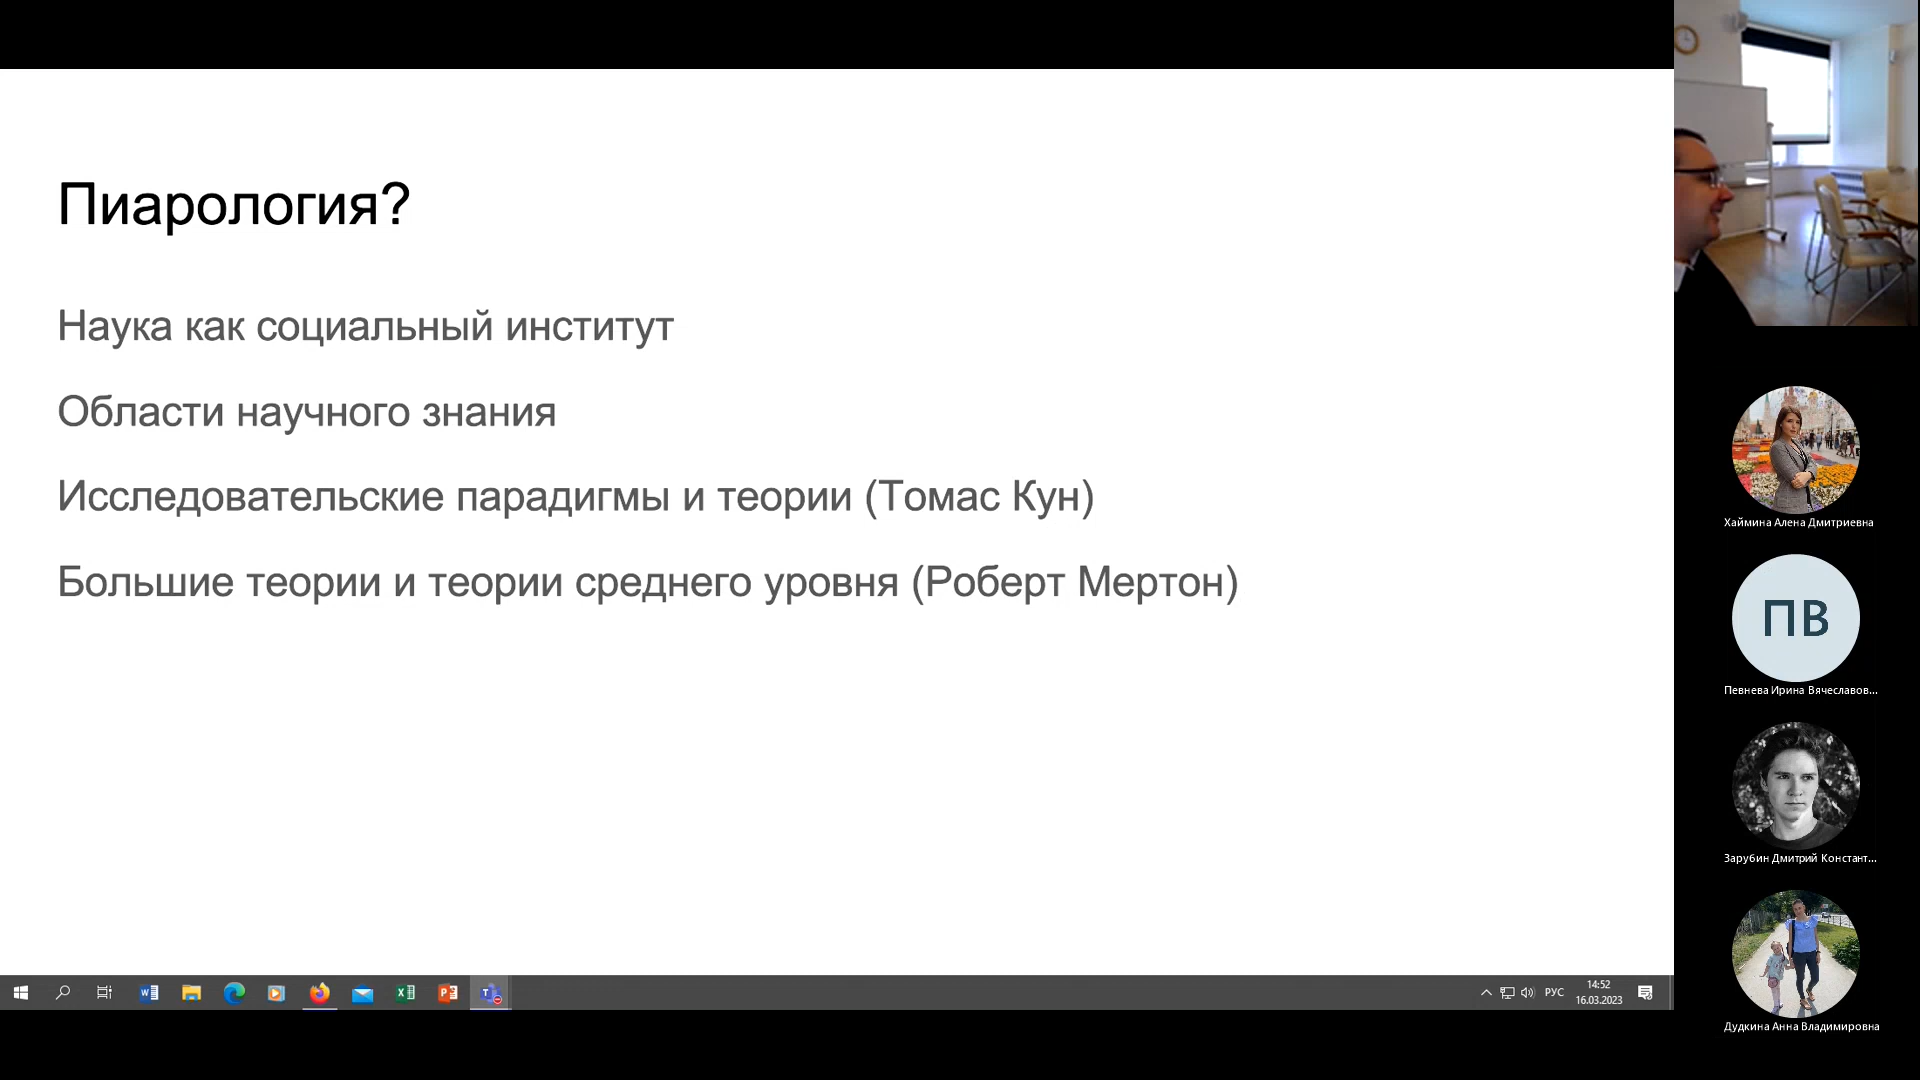 Пиарология?
Наука как социальный институт
Области научного знания
Исследовательские парадигмы и теории (Томас Кун)
Большие теории и теории среднего уровня (Роберт Мертон)
Хаймина Алена Дмитриевна
ПВ
Певнева Ирина Вячеславов...
Зарубин Дмитрий Констант...
Дудкина Анна Владимировна
РУС
14:52
16.03.2023